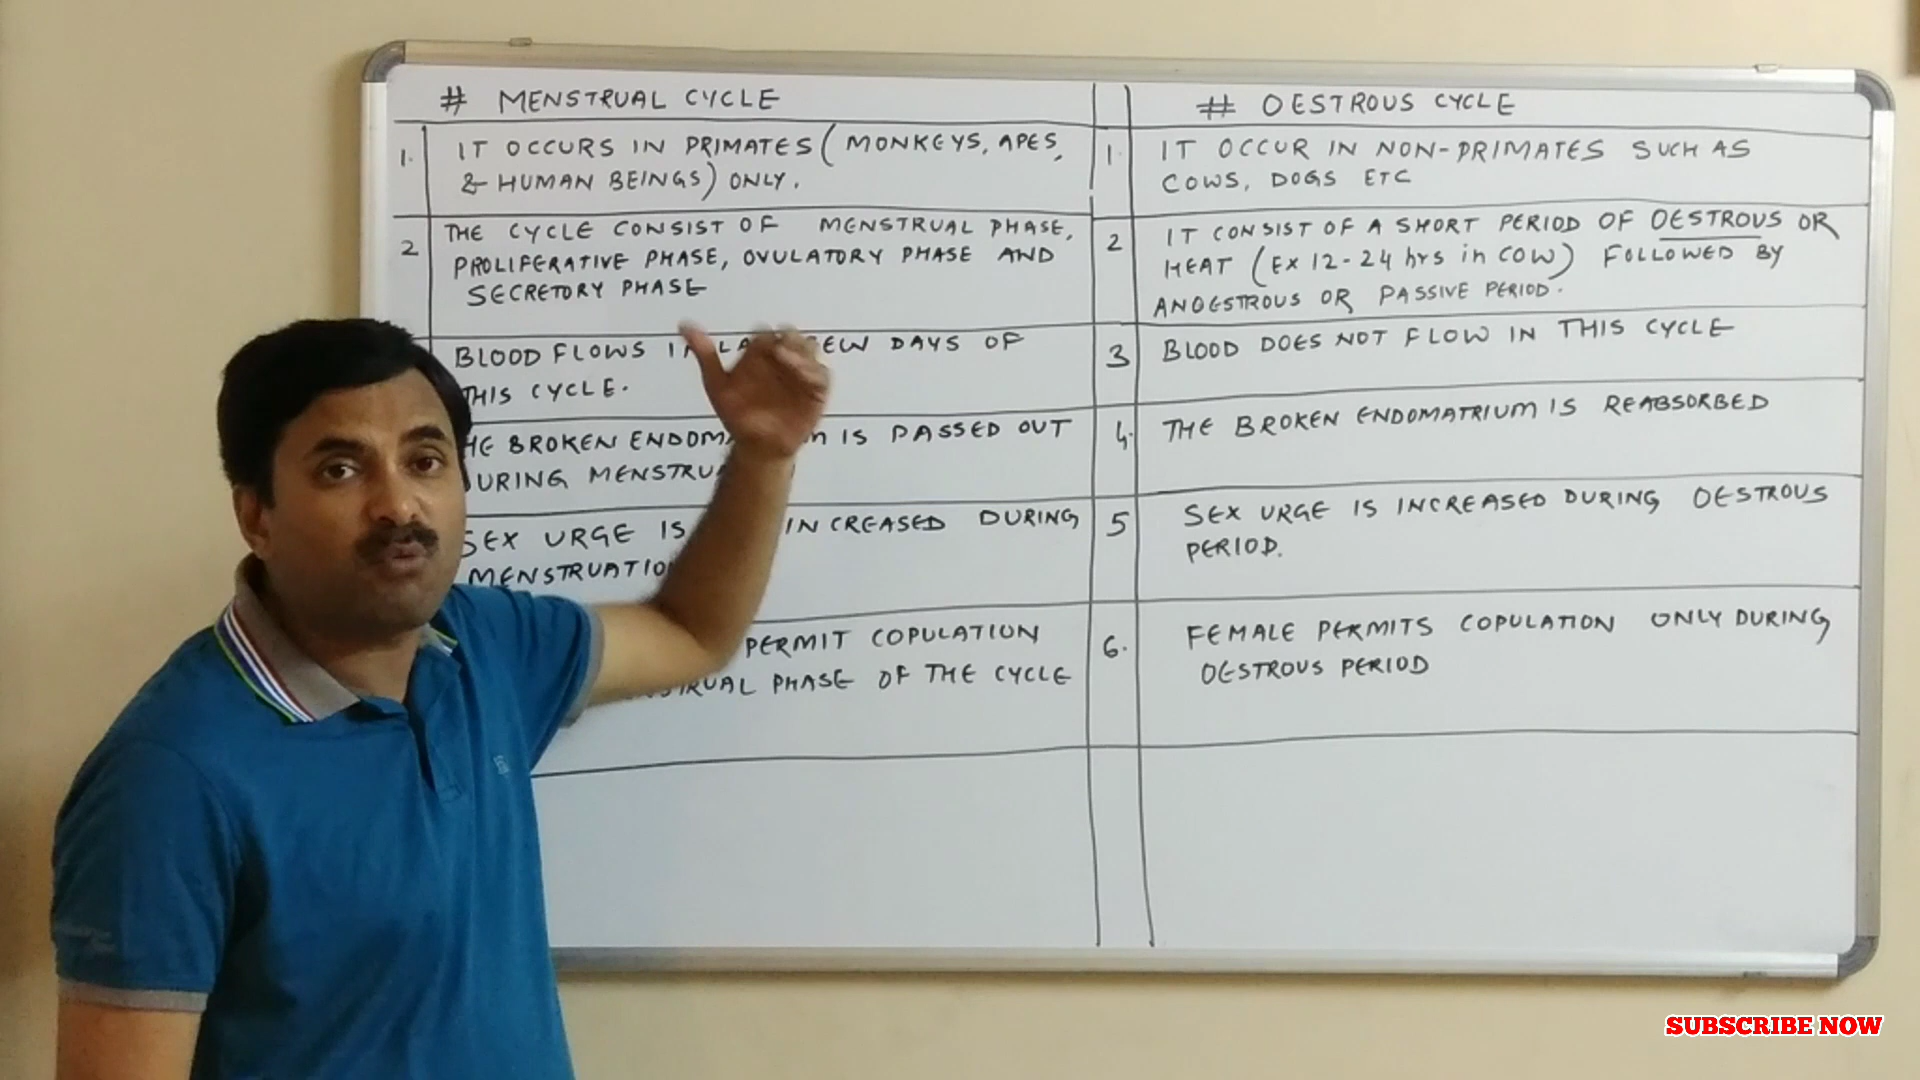 # MENSTRUAL CYCLE
1. IT OCCURS IN PRIMATES (MONKEYS, APES,
& HUMAN BEINGS) ONLY.
2 THE CYCLE CONSIST OF MENSTRUAL PHASE,
PROLIFERATIVE PHASE, OVULATORY PHASE AND
SECRETORY PHASE
BLOOD FLOWS DAYS OF
THIS CYCLE.
BROKEN IS PASSED OUT
SEX URGE IS INCREASED DURING
PERMIT COPULATION
PHASE OF THE CYCLE
# OESTROUS CYCLE
1. IT OCCUR IN NON-PRIMATES SUCH AS
COWS, DOGS ETC
2 IT CONSIST OF A SHORT PERIOD OF OESTROUS OR
HEAT (EX 12-24 hrs in COW) FOLLOWED BY
ANOESTROUS OR PASSIVE PERIOD.
3 BLOOD DOES NOT FLOW IN THIS CYCLE
4. THE BROKEN ENDOMATRIUM IS REABSORBED
5 SEX URGE IS INCREASED DURING OESTROUS
PERIOD.
6. FEMALE PERMITS COPULATION ONLY DURING
OESTROUS PERIOD
SUBSCRIBE NOW